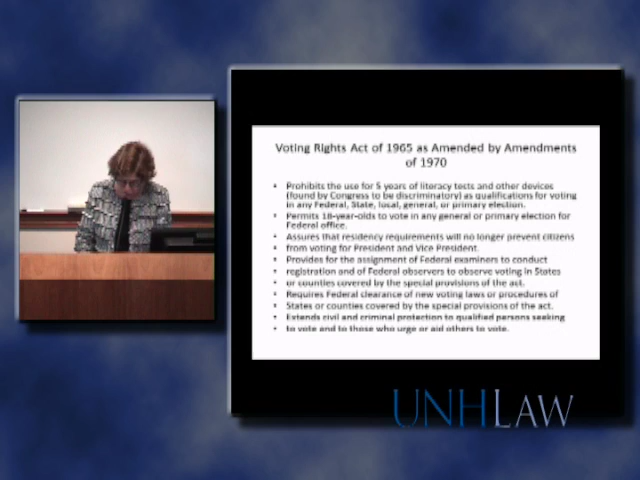 Voting Rights Act of 1965 as Amended by Amendments
of 1970
• Prohibits the use for 5 years of literacy tests and other devices
(found by Congress to be discriminatory) as qualifications for voting
in any Federal, State, local, general, or primary election.
• Permits 18-year-olds to vote in any general or primary election for
Federal office.
• Assures that residency requirements will no longer prevent citizens
• from voting for President and Vice President.
• Provides for the assignment of Federal examiners to conduct
• registration and of Federal observers to observe voting in States
• or counties covered by the special provisions of the act.
• Requires Federal clearance of new voting laws or procedures of
• States or counties covered by the special provisions of the act.
• Extends civil and criminal protection to qualified persons seeking
• to vote and to those who urge or aid others to vote.
UNHLAW